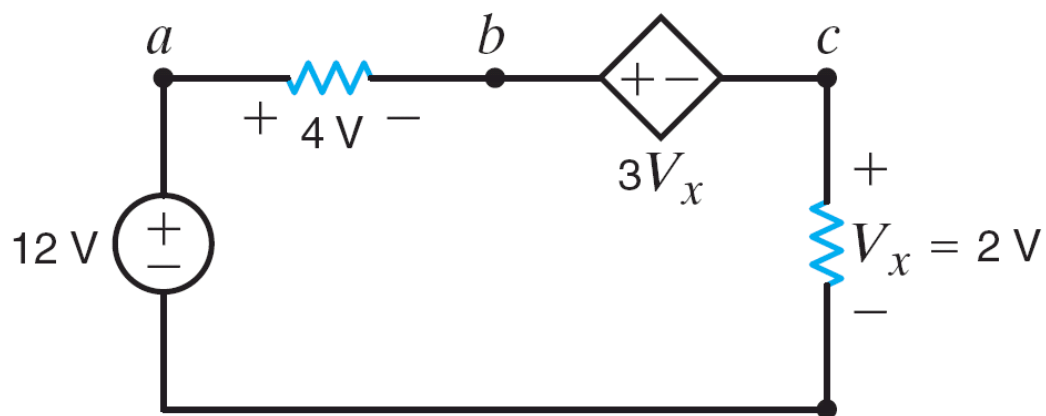 a b c
+ 4 V −
+ −
3Vₓ
12 V
+
−
+
Vₓ = 2 V
−